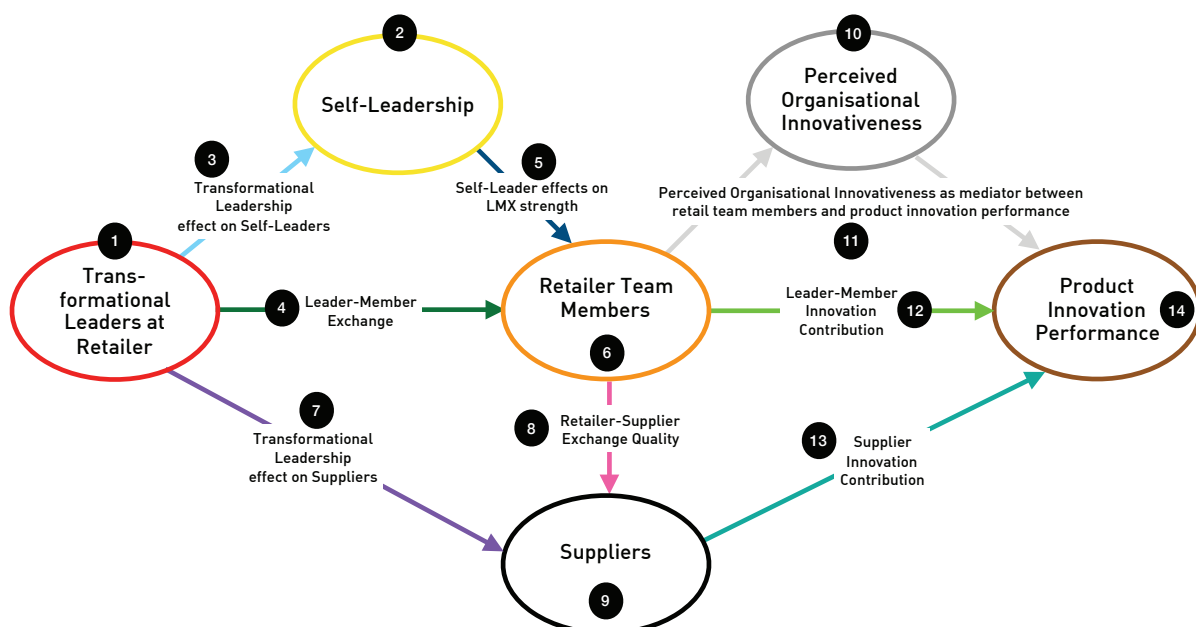 2
Self-Leadership
10
Perceived
Organisational
Innovativeness
3
Transformational
Leadership
effect on Self-Leaders
5
Self-Leader effects on
LMX strength
Perceived Organisational Innovativeness as mediator between
retail team members and product innovation performance
11
1
Trans-
formational
Leaders at
Retailer
4
Leader-Member
Exchange
Retailer Team
Members
6
Leader-Member
Innovation
Contribution
12
Product
Innovation
Performance
14
7
Transformational
Leadership
effect on Suppliers
8
Retailer-Supplier
Exchange Quality
13
Supplier
Innovation
Contribution
Suppliers
9